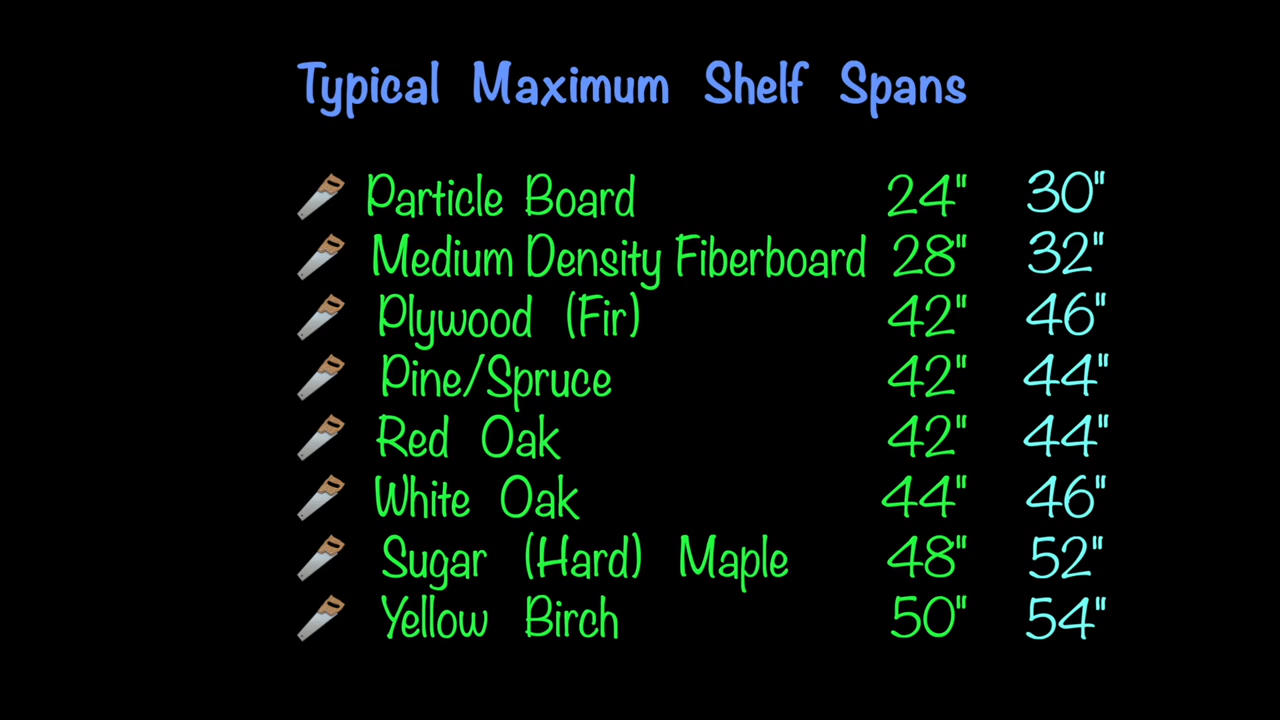 Typical Maximum Shelf Spans
Particle Board 24" 30"
Medium Density Fiberboard 28" 32"
Plywood (Fir) 42" 46"
Pine/Spruce 42" 44"
Red Oak 42" 44"
White Oak 44" 46"
Sugar (Hard) Maple 48" 52"
Yellow Birch 50" 54"